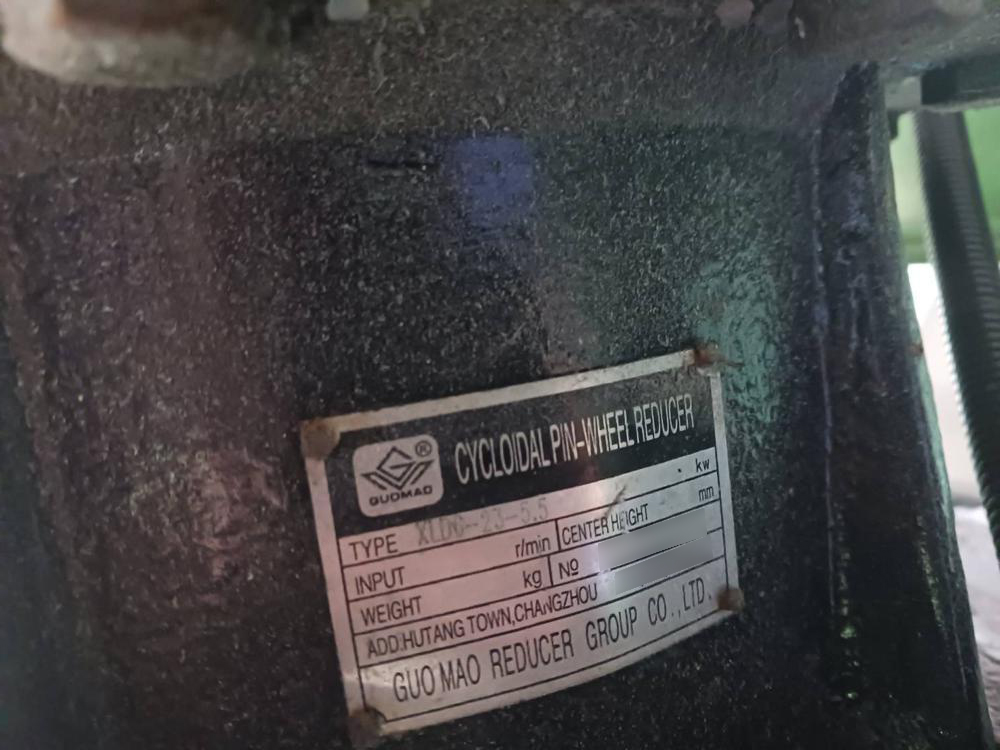 GUOMAO ®
CYCLOIDAL PIN-WHEEL REDUCER
TYPE XLD6-23-5.5 kw
INPUT r/min CENTER HEIGHT mm
WEIGHT kg №
ADD:HUTANG TOWN,CHANGZHOU
GUO MAO REDUCER GROUP CO.,LTD.